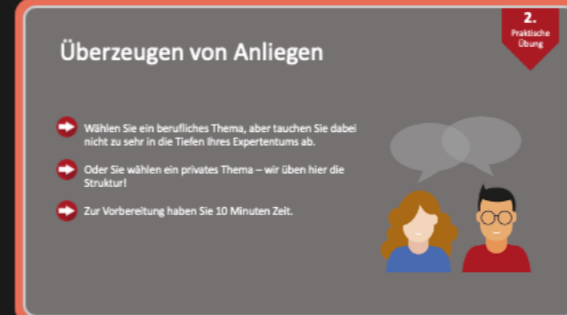 2.
Praktische
Übung
Überzeugen von Anliegen
Wählen Sie ein berufliches Thema, aber tauchen Sie dabei
nicht zu sehr in die Tiefen Ihres Expertentums ab.
Oder Sie wählen ein privates Thema – wir üben hier die
Struktur!
Zur Vorbereitung haben Sie 10 Minuten Zeit.